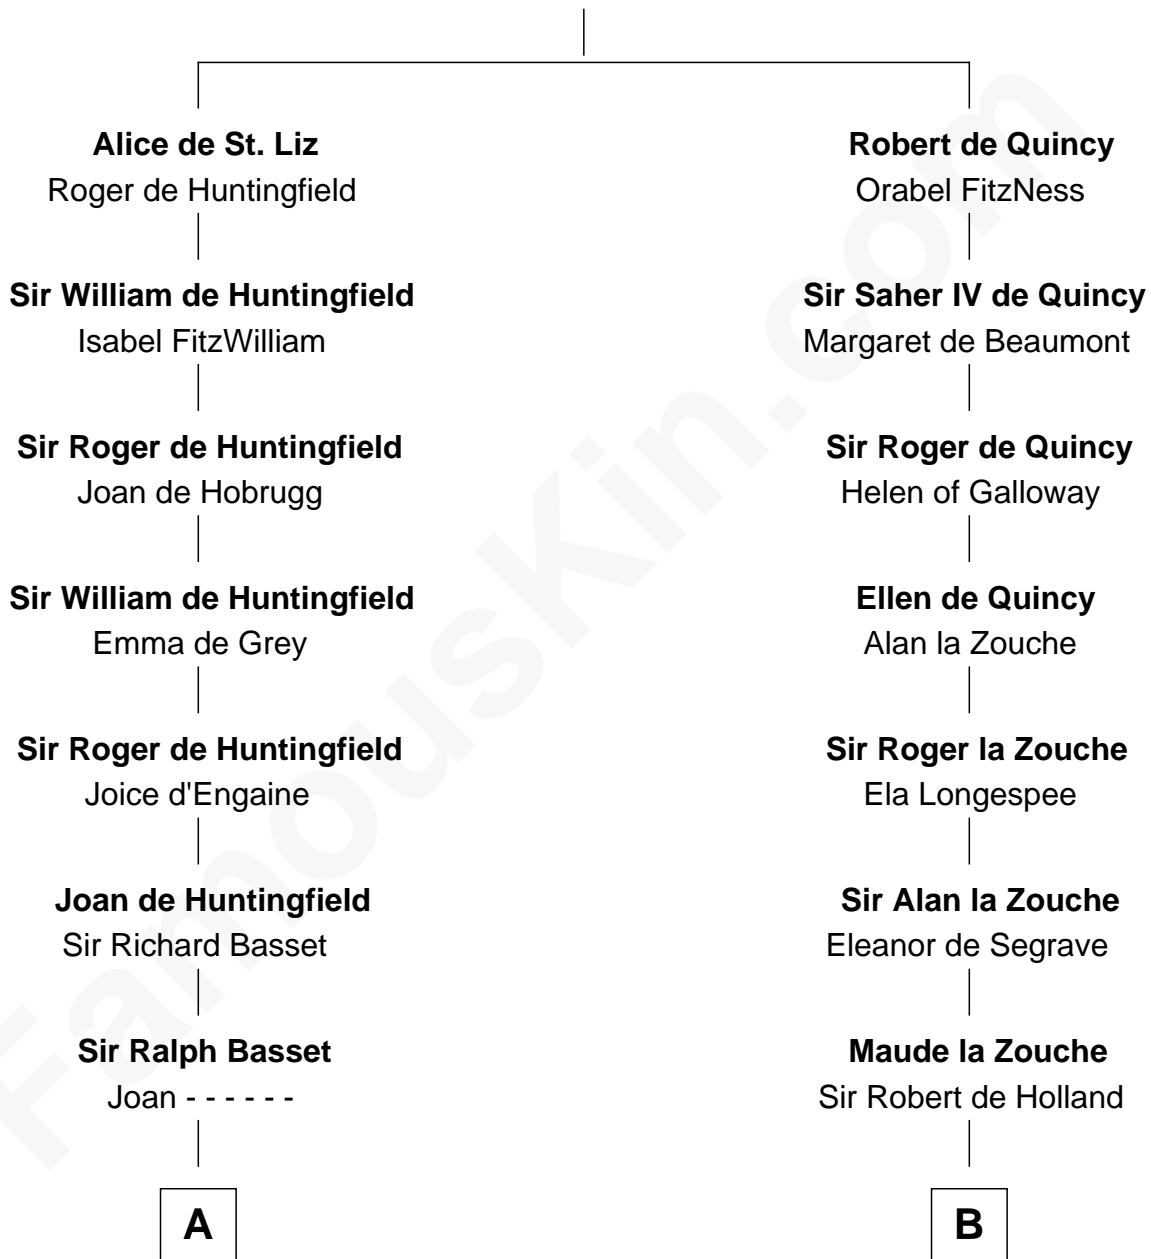 Alice de St. Liz
Roger de Huntingfield
Sir William de Huntingfield
Isabel FitzWilliam
Sir Roger de Huntingfield
Joan de Hobrugg
Sir William de Huntingfield
Emma de Grey
Sir Roger de Huntingfield
Joice d'Engaine
Joan de Huntingfield
Sir Richard Basset
Sir Ralph Basset
Joan - - - - - -
A
Robert de Quincy
Orabel FitzNess
Sir Saher IV de Quincy
Margaret de Beaumont
Sir Roger de Quincy
Helen of Galloway
Ellen de Quincy
Alan la Zouche
Sir Roger la Zouche
Ela Longespee
Sir Alan la Zouche
Eleanor de Segrave
Maude la Zouche
Sir Robert de Holland
B
FamousKin.com